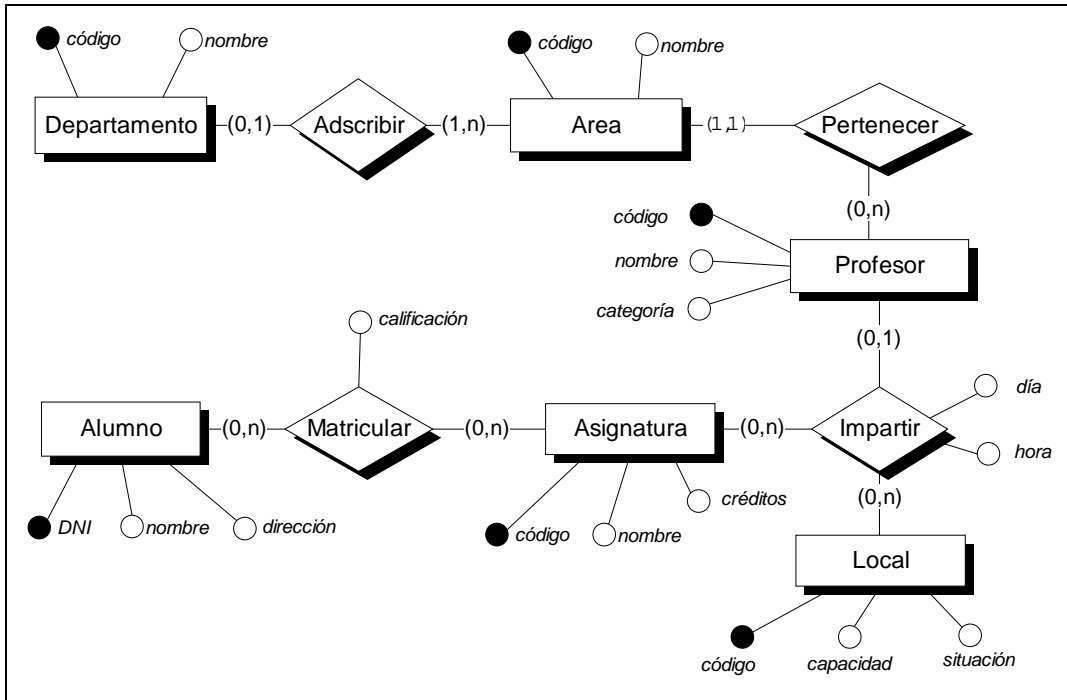 código
nombre
código
nombre
Departamento
(0,1)
Adscribir
(1,n)
Area
(1,1)
Pertenecer
(0,n)
código
nombre
categoría
Profesor
(0,1)
calificación
día
hora
Alumno
(0,n)
Matricular
(0,n)
Asignatura
(0,n)
Impartir
(0,n)
DNI
nombre
dirección
código
nombre
créditos
Local
código
capacidad
situación